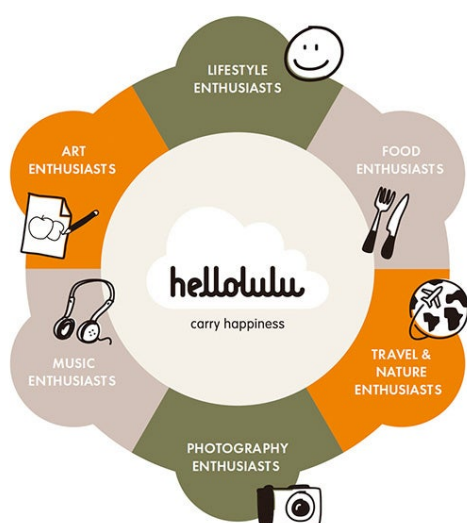 LIFESTYLE
ENTHUSIASTS
ART
ENTHUSIASTS
FOOD
ENTHUSIASTS
hellolulu
carry happiness
MUSIC
ENTHUSIASTS
TRAVEL &
NATURE
ENTHUSIASTS
PHOTOGRAPHY
ENTHUSIASTS